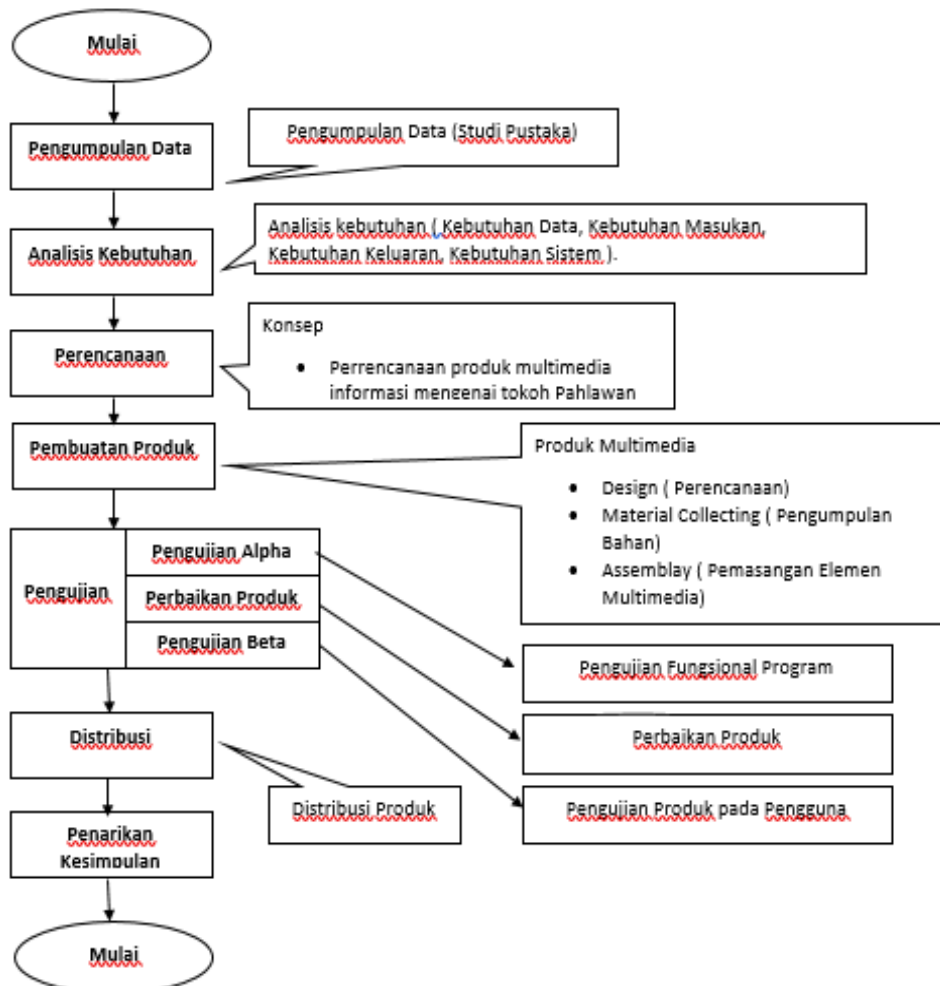 Mulai
Pengumpulan Data
Pengumpulan Data (Studi Pustaka)
Analisis Kebutuhan
Analisis kebutuhan ( Kebutuhan Data, Kebutuhan Masukan,
Kebutuhan Keluaran, Kebutuhan Sistem ).
Perencanaan
Konsep
• Perrencanaan produk multimedia
informasi mengenai tokoh Pahlawan
Pembuatan Produk
Produk Multimedia
• Design ( Perencanaan)
• Material Collecting ( Pengumpulan
Bahan)
• Assemblay ( Pemasangan Elemen
Multimedia)
Pengujian
Pengujian Alpha
Perbaikan Produk
Pengujian Beta
Pengujian Fungsional Program
Perbaikan Produk
Pengujian Produk pada Pengguna
Distribusi
Distribusi Produk
Penarikan
Kesimpulan
Mulai